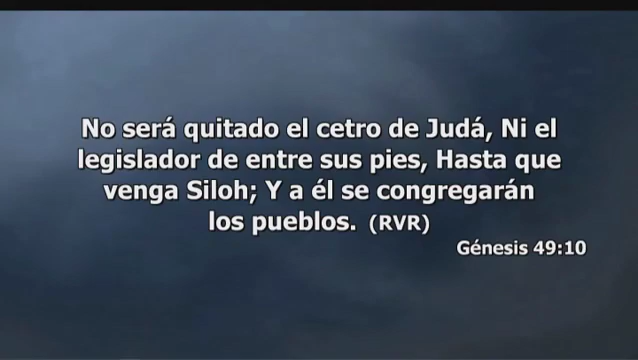 No será quitado el cetro de Judá, Ni el
legislador de entre sus pies, Hasta que
venga Siloh; Y a él se congregarán
los pueblos. (RVR)
Génesis 49:10